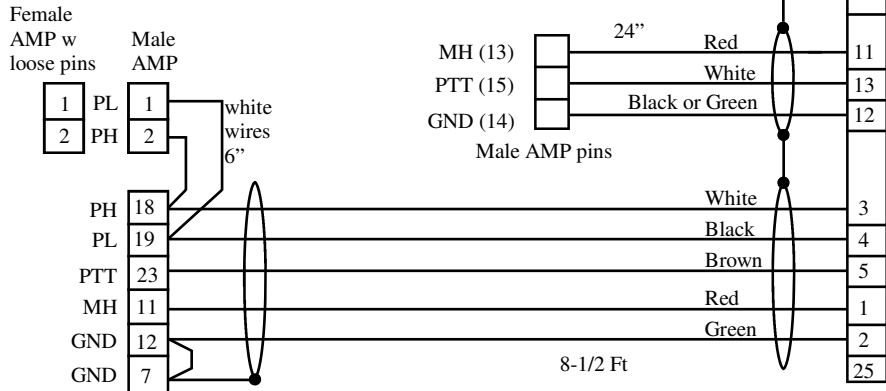 Female
AMP w
loose pins
Male
AMP
1 PL 1
2 PH 2
white
wires
6”
24”
MH (13) Red 11
PTT (15) White 13
GND (14) Black or Green 12
Male AMP pins
PH 18 White 3
PL 19 Black 4
PTT 23 Brown 5
MH 11 Red 1
GND 12 Green 2
GND 7 8-1/2 Ft 25